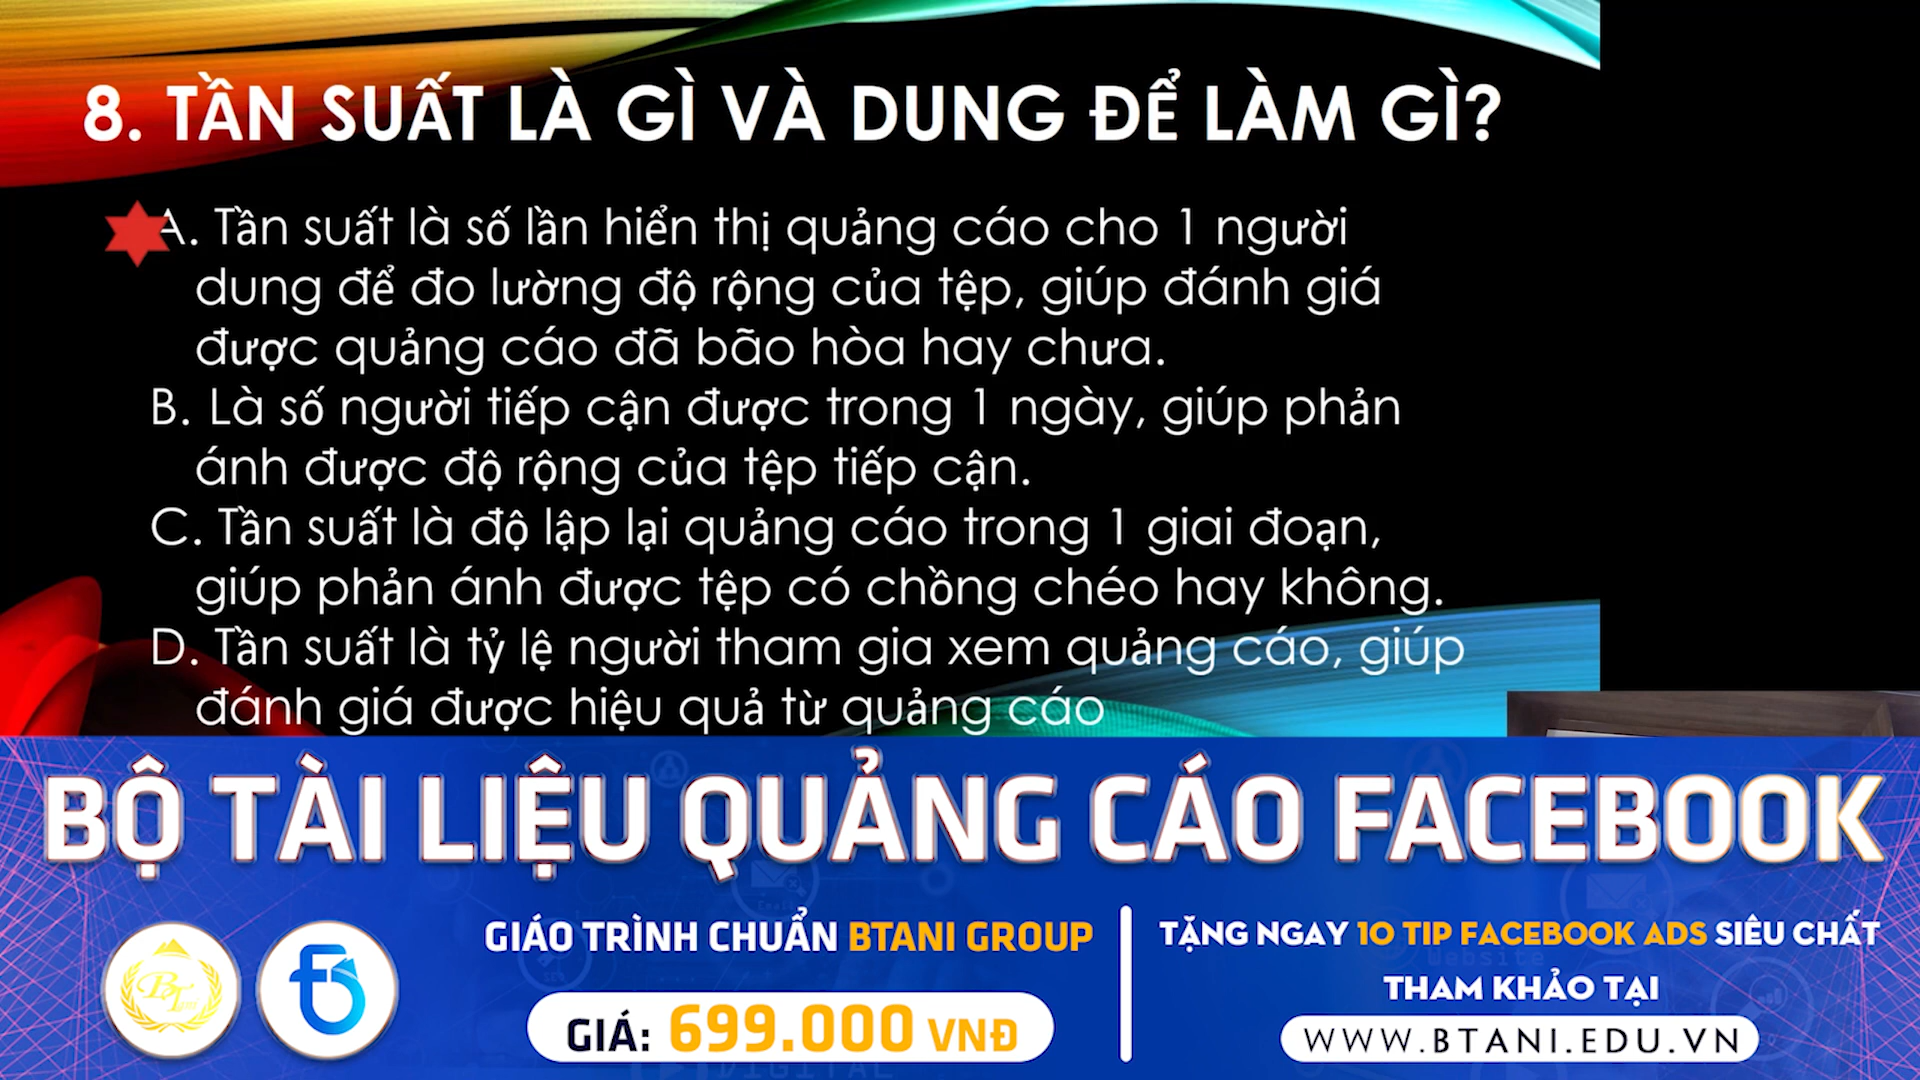 8. TẦN SUẤT LÀ GÌ VÀ DUNG ĐỂ LÀM GÌ?
A. Tần suất là số lần hiển thị quảng cáo cho 1 người
dung để đo lường độ rộng của tệp, giúp đánh giá
được quảng cáo đã bão hòa hay chưa.
B. Là số người tiếp cận được trong 1 ngày, giúp phản
ánh được độ rộng của tệp tiếp cận.
C. Tần suất là độ lập lại quảng cáo trong 1 giai đoạn,
giúp phản ánh được tệp có chồng chéo hay không.
D. Tần suất là tỷ lệ người tham gia xem quảng cáo, giúp
đánh giá được hiệu quả từ quảng cáo
BỘ TÀI LIỆU QUẢNG CÁO FACEBOOK
GIÁO TRÌNH CHUẨN BTANI GROUP
GIÁ: 699.000 VNĐ
TẶNG NGAY 10 TIP FACEBOOK ADS SIÊU CHẤT
THAM KHẢO TẠI
WWW.BTANI.EDU.VN